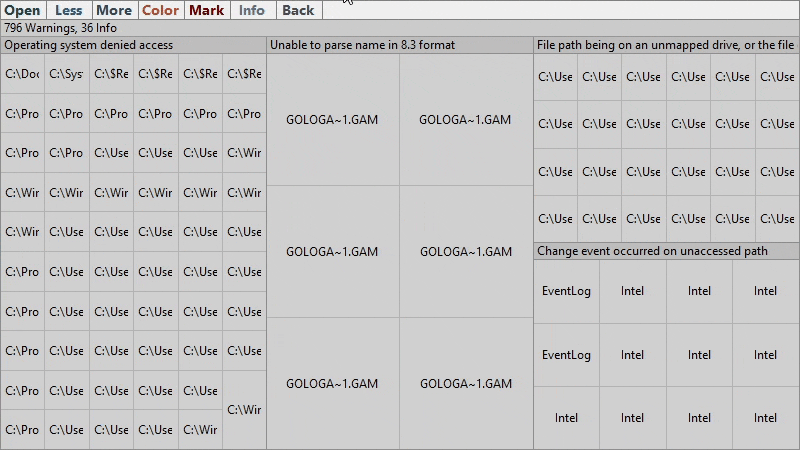 Open Less More Color Mark Info Back
796 Warnings, 36 Info
Operating system denied access
C:\Doc C:\Sys C:\$Re C:\$Re C:\$Re C:\$Re
C:\Pro C:\Pro C:\Pro C:\Pro C:\Pro C:\Pro
C:\Pro C:\Pro C:\Use C:\Use C:\Use C:\Wir
C:\Wir C:\Wir C:\Wir C:\Wir C:\Wir C:\Wir
C:\Wir C:\Use C:\Use C:\Use C:\Use C:\Use
C:\Pro C:\Use C:\Use C:\Use C:\Use C:\Use
C:\Pro C:\Use C:\Use C:\Use C:\Use C:\Use
C:\Pro C:\Use C:\Use C:\Use C:\Use C:\Use
C:\Pro C:\Use C:\Use C:\Use C:\Use
C:\Wir
C:\Pro C:\Use C:\Use C:\Use C:\Wir
Unable to parse name in 8.3 format
GOLOGA~1.GAM GOLOGA~1.GAM
GOLOGA~1.GAM GOLOGA~1.GAM
GOLOGA~1.GAM GOLOGA~1.GAM
File path being on an unmapped drive, or the file
C:\Use C:\Use C:\Use C:\Use C:\Use C:\Use
C:\Use C:\Use C:\Use C:\Use C:\Use C:\Use
C:\Use C:\Use C:\Use C:\Use C:\Use C:\Use
C:\Use C:\Use C:\Use C:\Use C:\Use C:\Use
Change event occurred on unaccessed path
EventLog Intel Intel Intel
EventLog Intel Intel Intel
Intel Intel Intel Intel